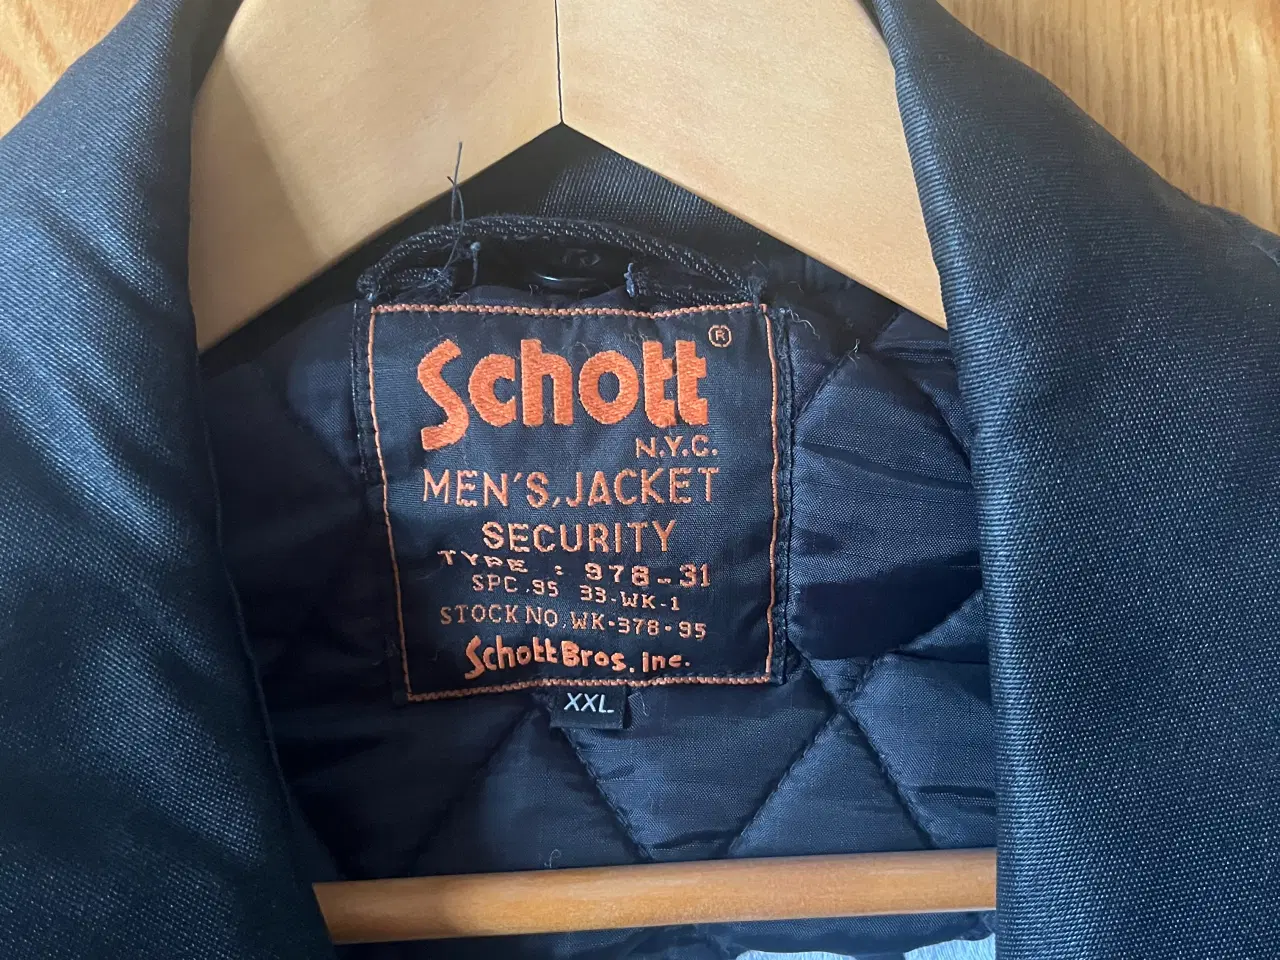 Schott ®
N.Y.C.
MEN'S, JACKET
SECURITY
TYPE : 978-31
SPC.95 33-WK-1
STOCK NO. WK-378-95
Schott Bros. Inc.
XXL